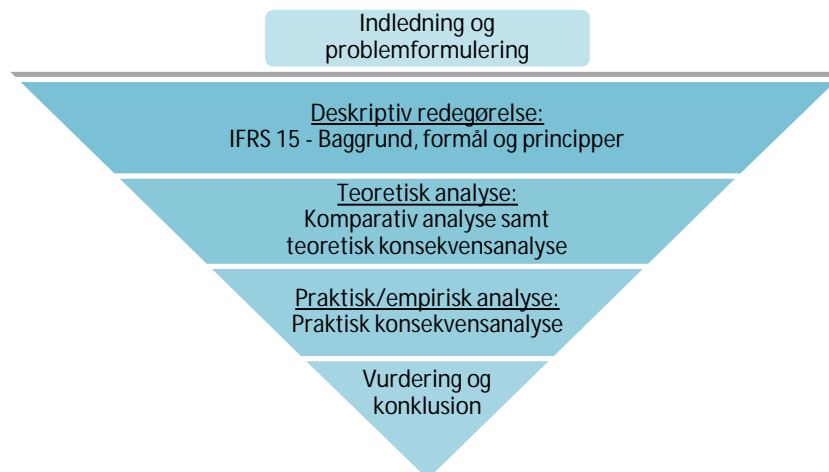 Indledning og
problemformulering
Deskriptiv redegørelse:
IFRS 15 - Baggrund, formål og principper
Teoretisk analyse:
Komparativ analyse samt
teoretisk konsekvensanalyse
Praktisk/empirisk analyse:
Praktisk konsekvensanalyse
Vurdering og
konklusion